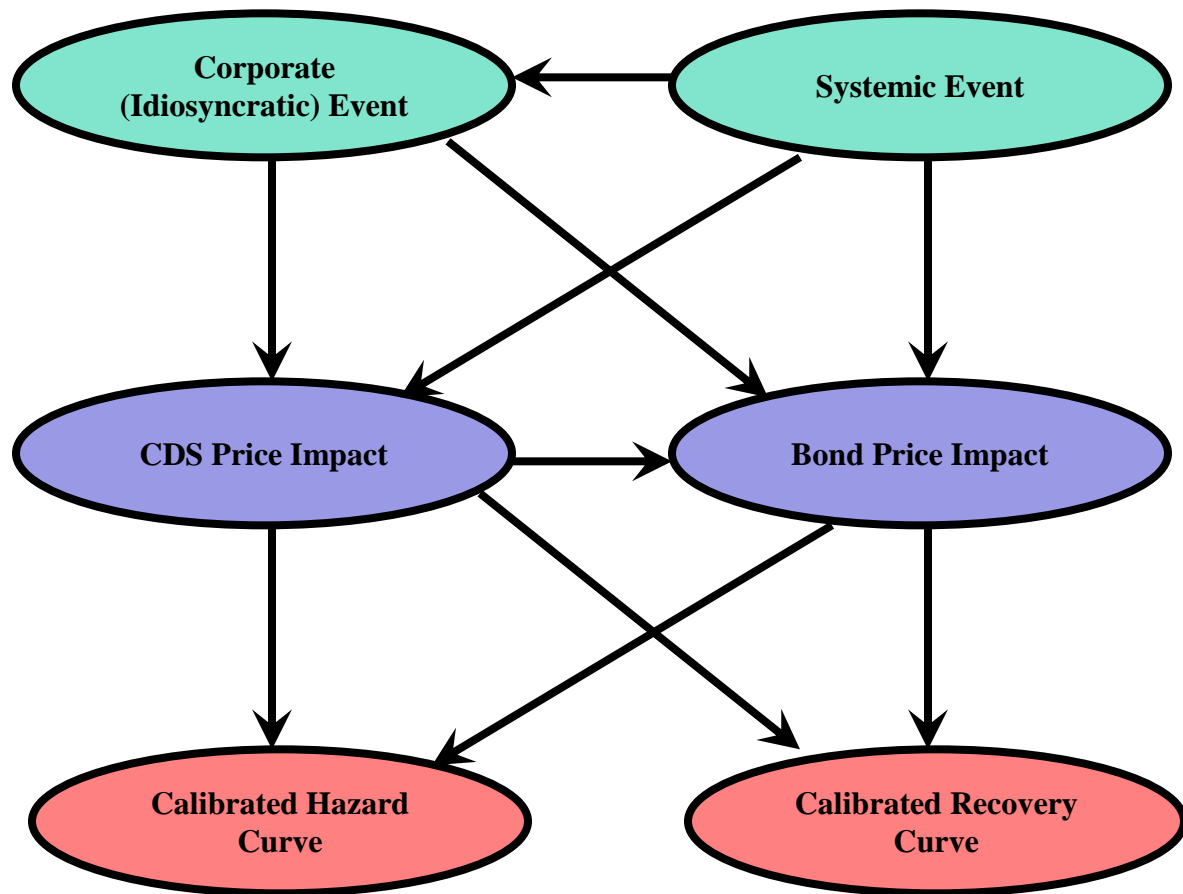 Corporate
(Idiosyncratic) Event
Systemic Event
CDS Price Impact
Bond Price Impact
Calibrated Hazard
Curve
Calibrated Recovery
Curve